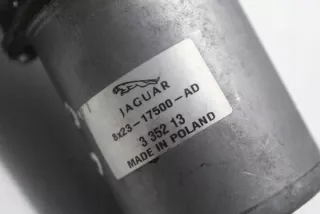 JAGUAR
8X23-17500-AD
3 352 13
MADE IN POLAND